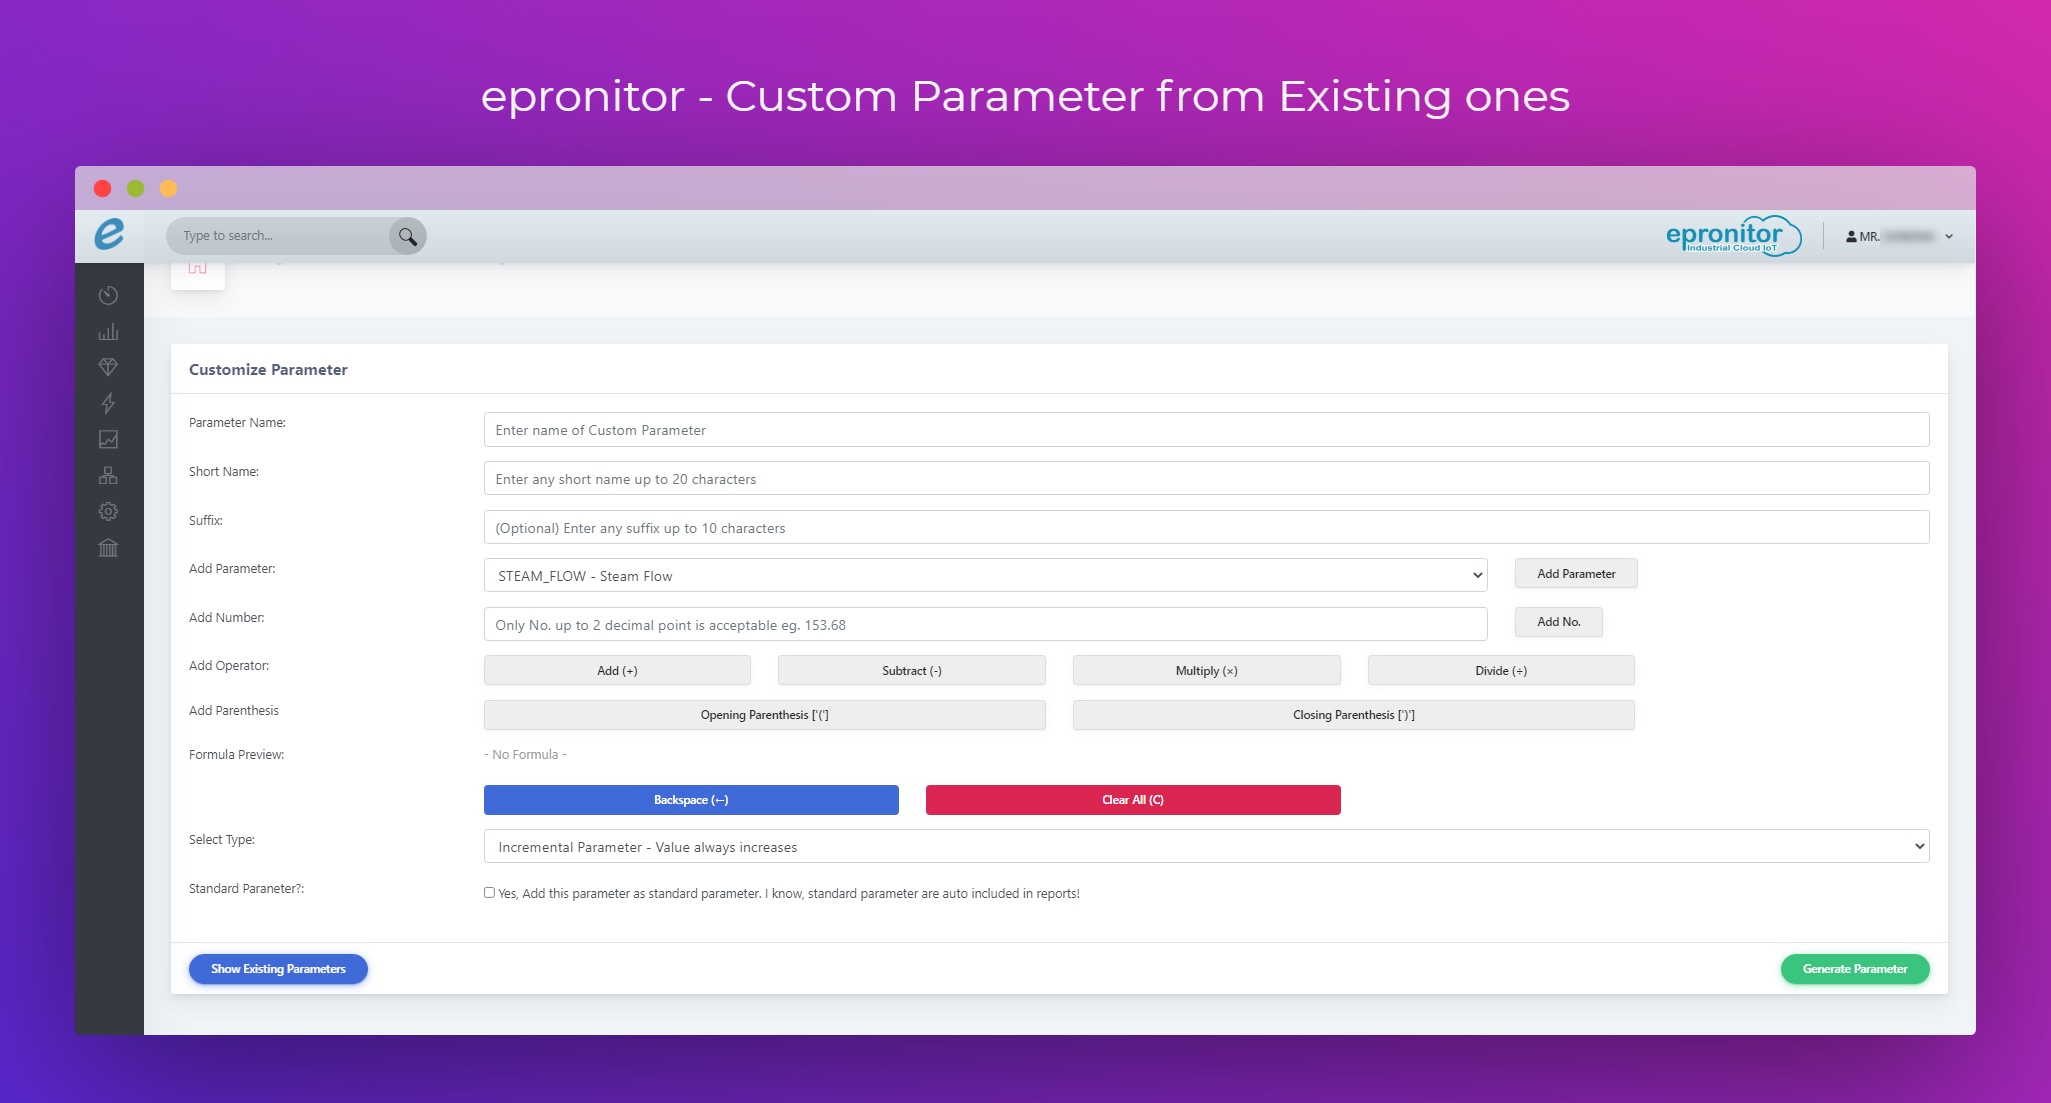 epronitor - Custom Parameter from Existing ones
e
Type to search...
epronitor
Industrial Cloud IoT
MR.
Customize Parameter
Parameter Name:
Enter name of Custom Parameter
Short Name:
Enter any short name up to 20 characters
Suffix:
(Optional) Enter any suffix up to 10 characters
Add Parameter:
STEAM_FLOW - Steam Flow
Add Parameter
Add Number:
Only No. up to 2 decimal point is acceptable eg. 153.68
Add No.
Add Operator:
Add (+)
Subtract (-)
Multiply (×)
Divide (÷)
Add Parenthesis
Opening Parenthesis ['(']
Closing Parenthesis [')']
Formula Preview:
- No Formula -
Backspace (←)
Clear All (C)
Select Type:
Incremental Parameter - Value always increases
Standard Paraneter?:
Yes, Add this parameter as standard parameter. I know, standard parameter are auto included in reports!
Show Existing Parameters
Generate Parameter